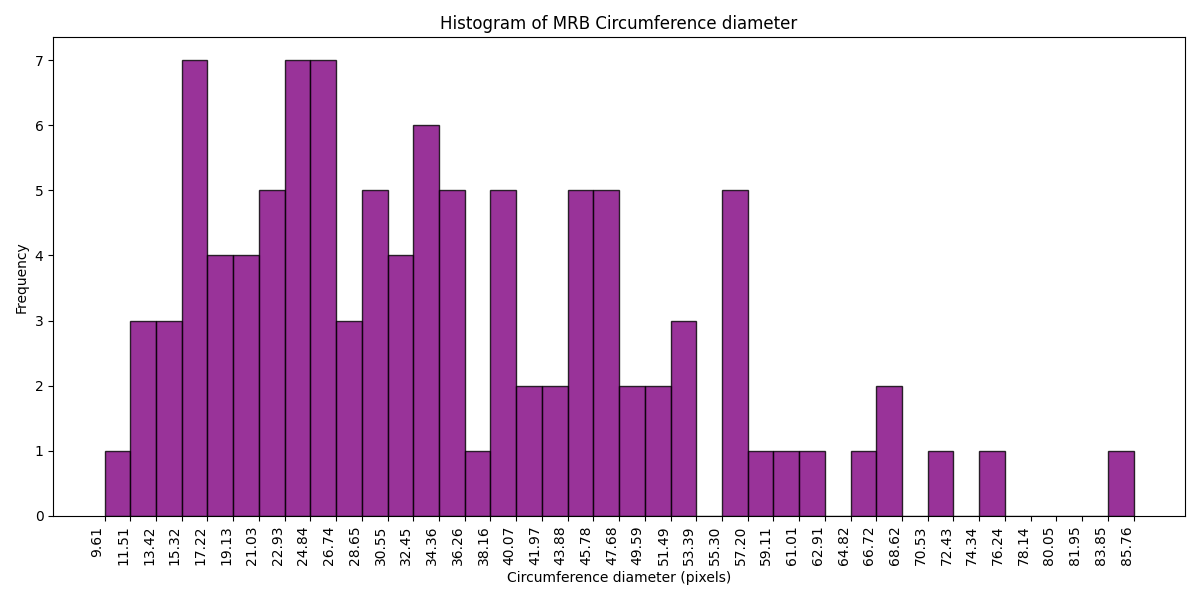 Histogram of MRB Circumference diameter
Frequency
7
6
5
4
3
2
1
0
9.61 11.51 13.42 15.32 17.22 19.13 21.03 22.93 24.84 26.74 28.65 30.55 32.45 34.36 36.26 38.16 40.07 41.97 43.88 45.78 47.68 49.59 51.49 53.39 55.30 57.20 59.11 61.01 62.91 64.82 66.72 68.62 70.53 72.43 74.34 76.24 78.14 80.05 81.95 83.85 85.76
Circumference diameter (pixels)